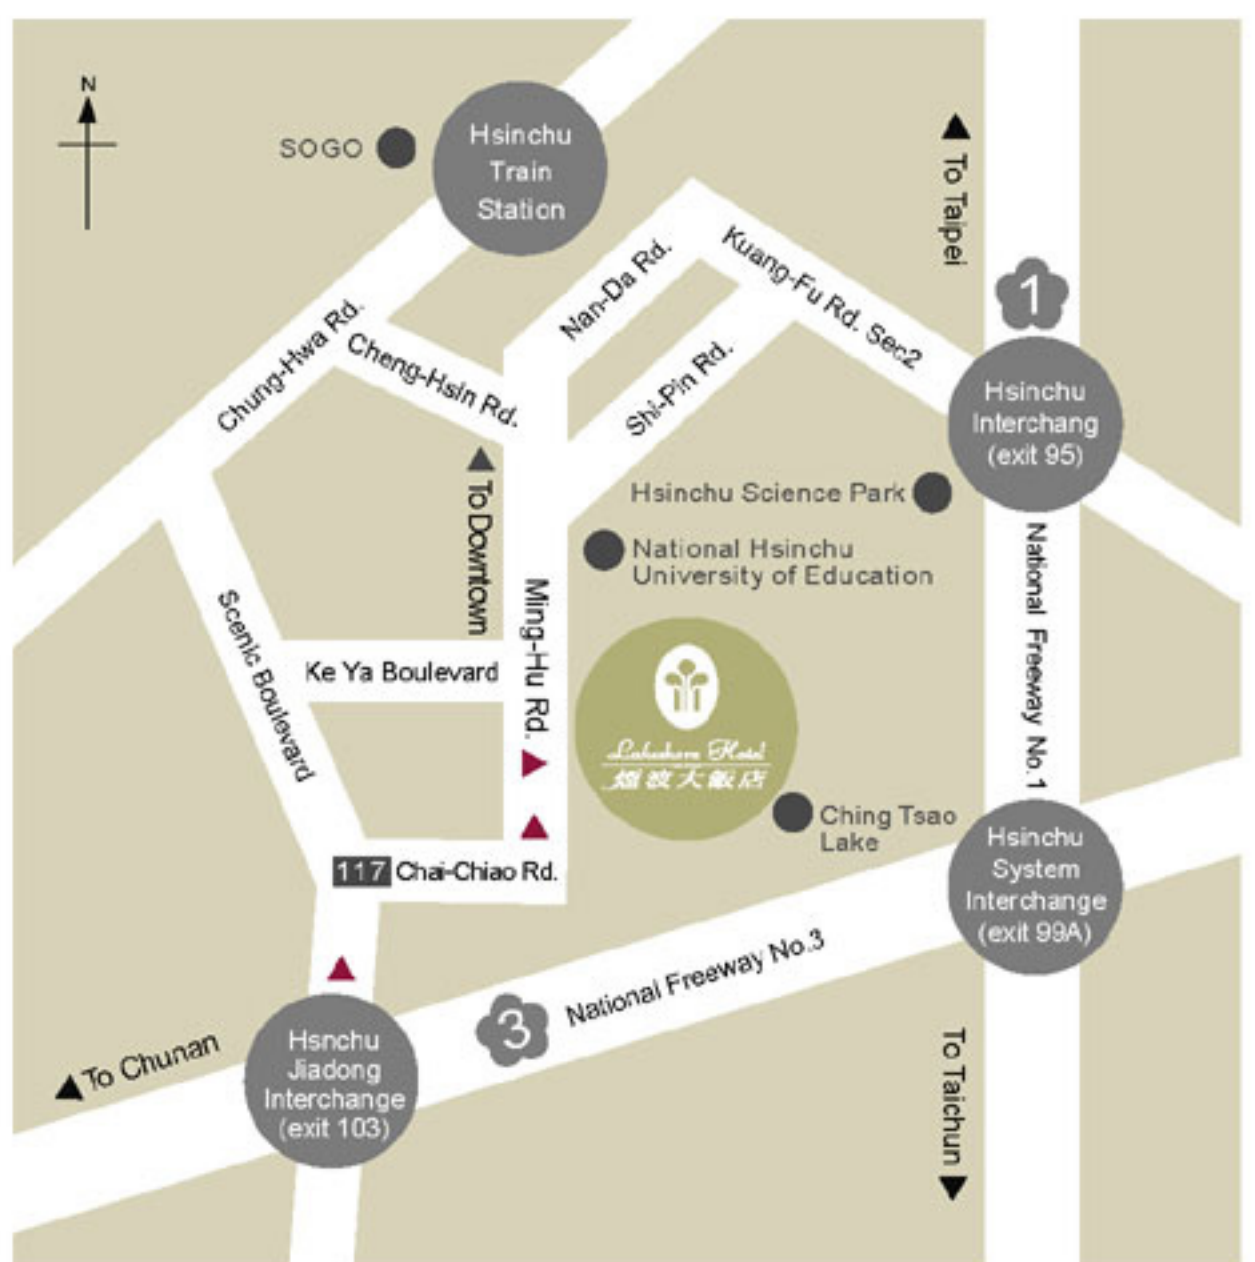 N
SOGO
Hsinchu
Train
Station
To Taipei
1
Nan-Da Rd.
Kuang-Fu Rd. Sec2
Chung-Hwa Rd.
Cheng-Hsin Rd.
Shi-Pin Rd.
Hsinchu
Interchang
(exit 95)
Hsinchu Science Park
To Downtown
National Hsinchu
University of Education
National Freeway No.1
Ming-Hu Rd.
Scenic Boulevard
Ke Ya Boulevard
Lakeshore Hotel
煙波大飯店
Ching Tsao
Lake
Hsinchu
System
Interchange
(exit 99A)
117 Chai-Chiao Rd.
National Freeway No.3
3
Hsnchu
Jiadong
Interchange
(exit 103)
To Chunan
To Taichun